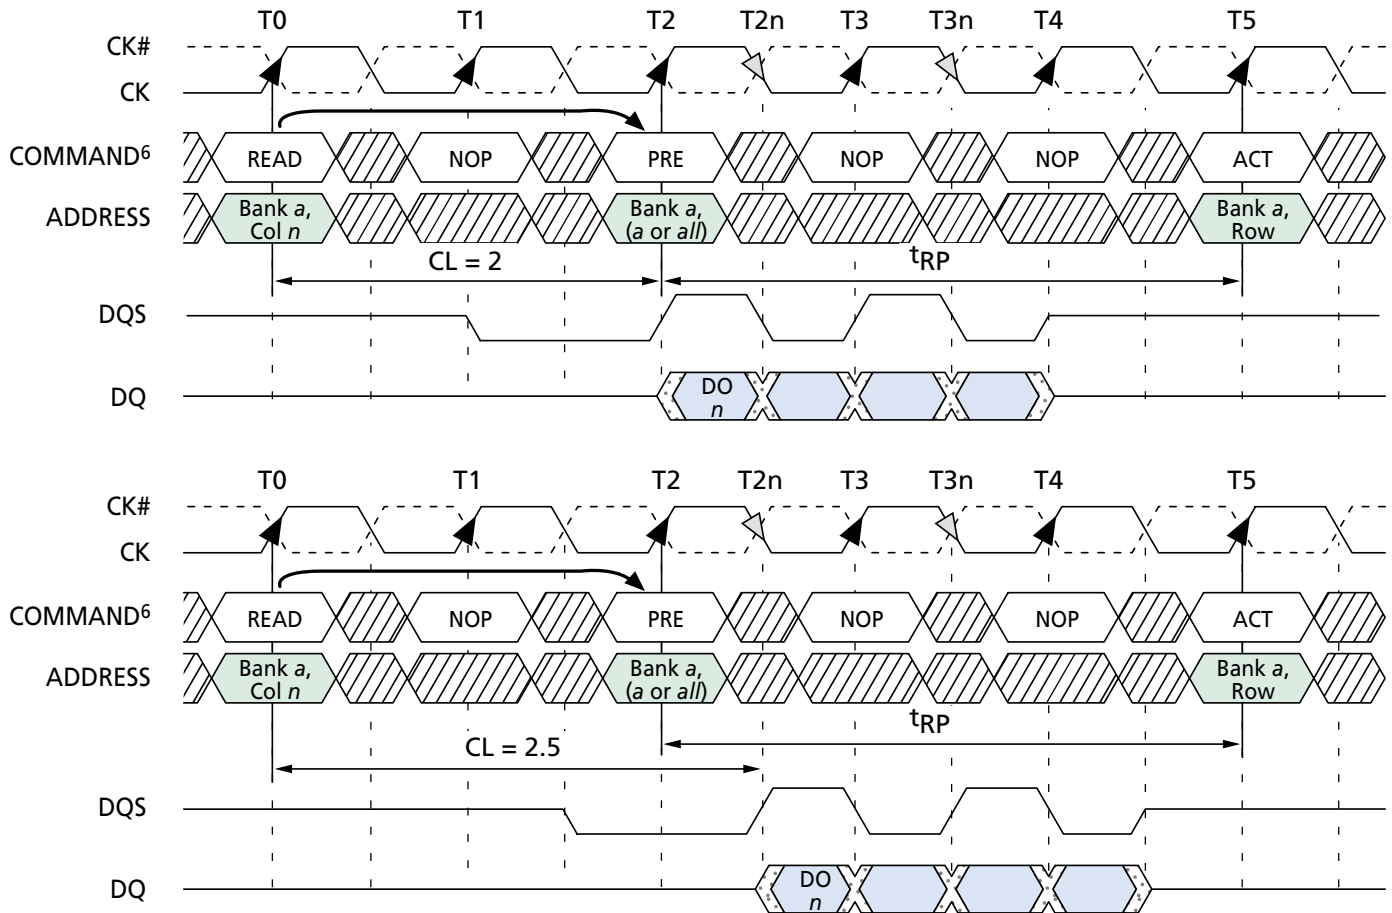 T0 T1 T2 T2n T3 T3n T4 T5
CK#
CK
COMMAND6 READ NOP PRE NOP NOP ACT
ADDRESS Bank a, Col n Bank a, (a or all) Bank a, Row
CL = 2 tRP
DQS
DQ DO n
T0 T1 T2 T2n T3 T3n T4 T5
CK#
CK
COMMAND6 READ NOP PRE NOP NOP ACT
ADDRESS Bank a, Col n Bank a, (a or all) Bank a, Row
tRP
CL = 2.5
DQS
DQ DO n